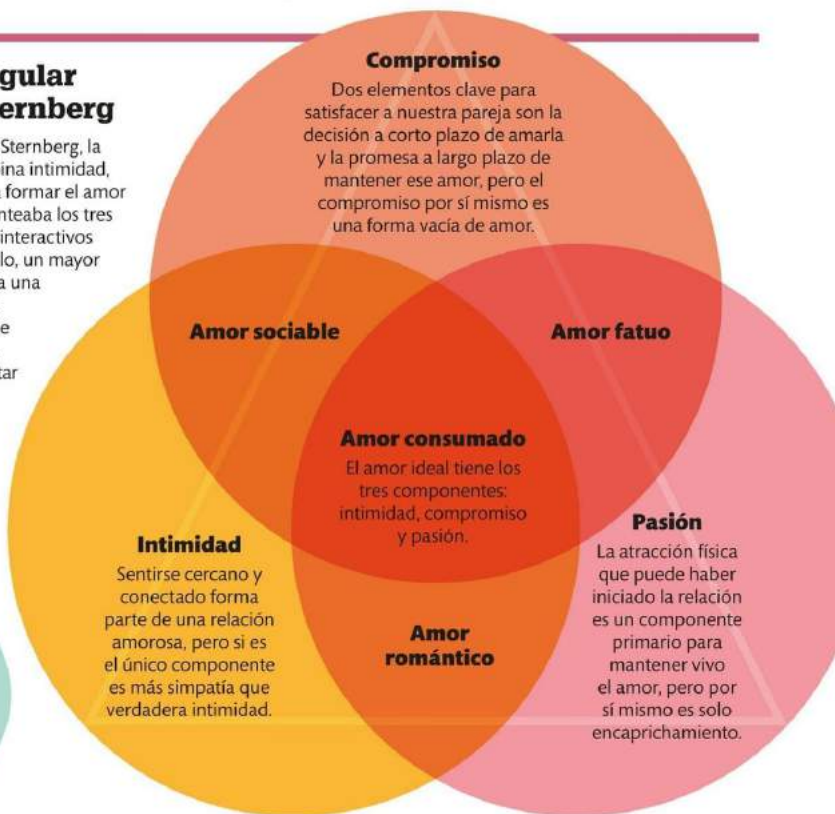 gular
ernberg
Sternberg, la
ina intimidad,
formar el amor
nteaba los tres
interactivos
lo, un mayor
a una
e
tar
Compromiso
Dos elementos clave para
satisfacer a nuestra pareja son la
decisión a corto plazo de amarla
y la promesa a largo plazo de
mantener ese amor, pero el
compromiso por sí mismo es
una forma vacía de amor.
Amor sociable
Amor fatuo
Amor consumado
El amor ideal tiene los
tres componentes:
intimidad, compromiso
y pasión.
Intimidad
Sentirse cercano y
conectado forma
parte de una relación
amorosa, pero si es
el único componente
es más simpatía que
verdadera intimidad.
Amor
romántico
Pasión
La atracción física
que puede haber
iniciado la relación
es un componente
primario para
mantener vivo
el amor, pero por
sí mismo es solo
encaprichamiento.